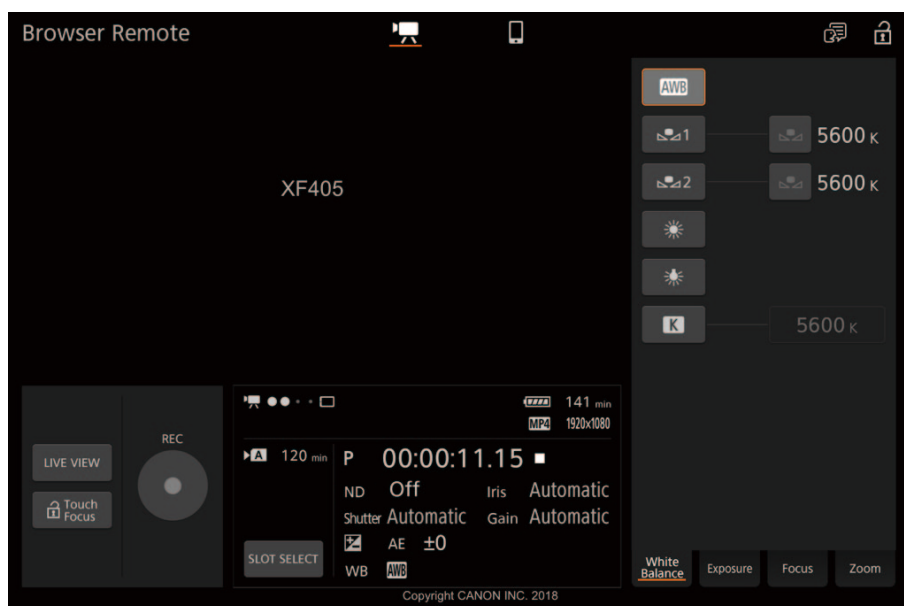 Browser Remote
XF405
AWB
1 5600 K
2 5600 K
K 5600 K
LIVE VIEW
Touch
Focus
REC
141 min
MP4 1920x1080
A 120 min
SLOT SELECT
P 00:00:11.15
ND Off Iris Automatic
Shutter Automatic Gain Automatic
AE ±0
WB AWB
White
Balance
Exposure
Focus
Zoom
Copyright CANON INC. 2018